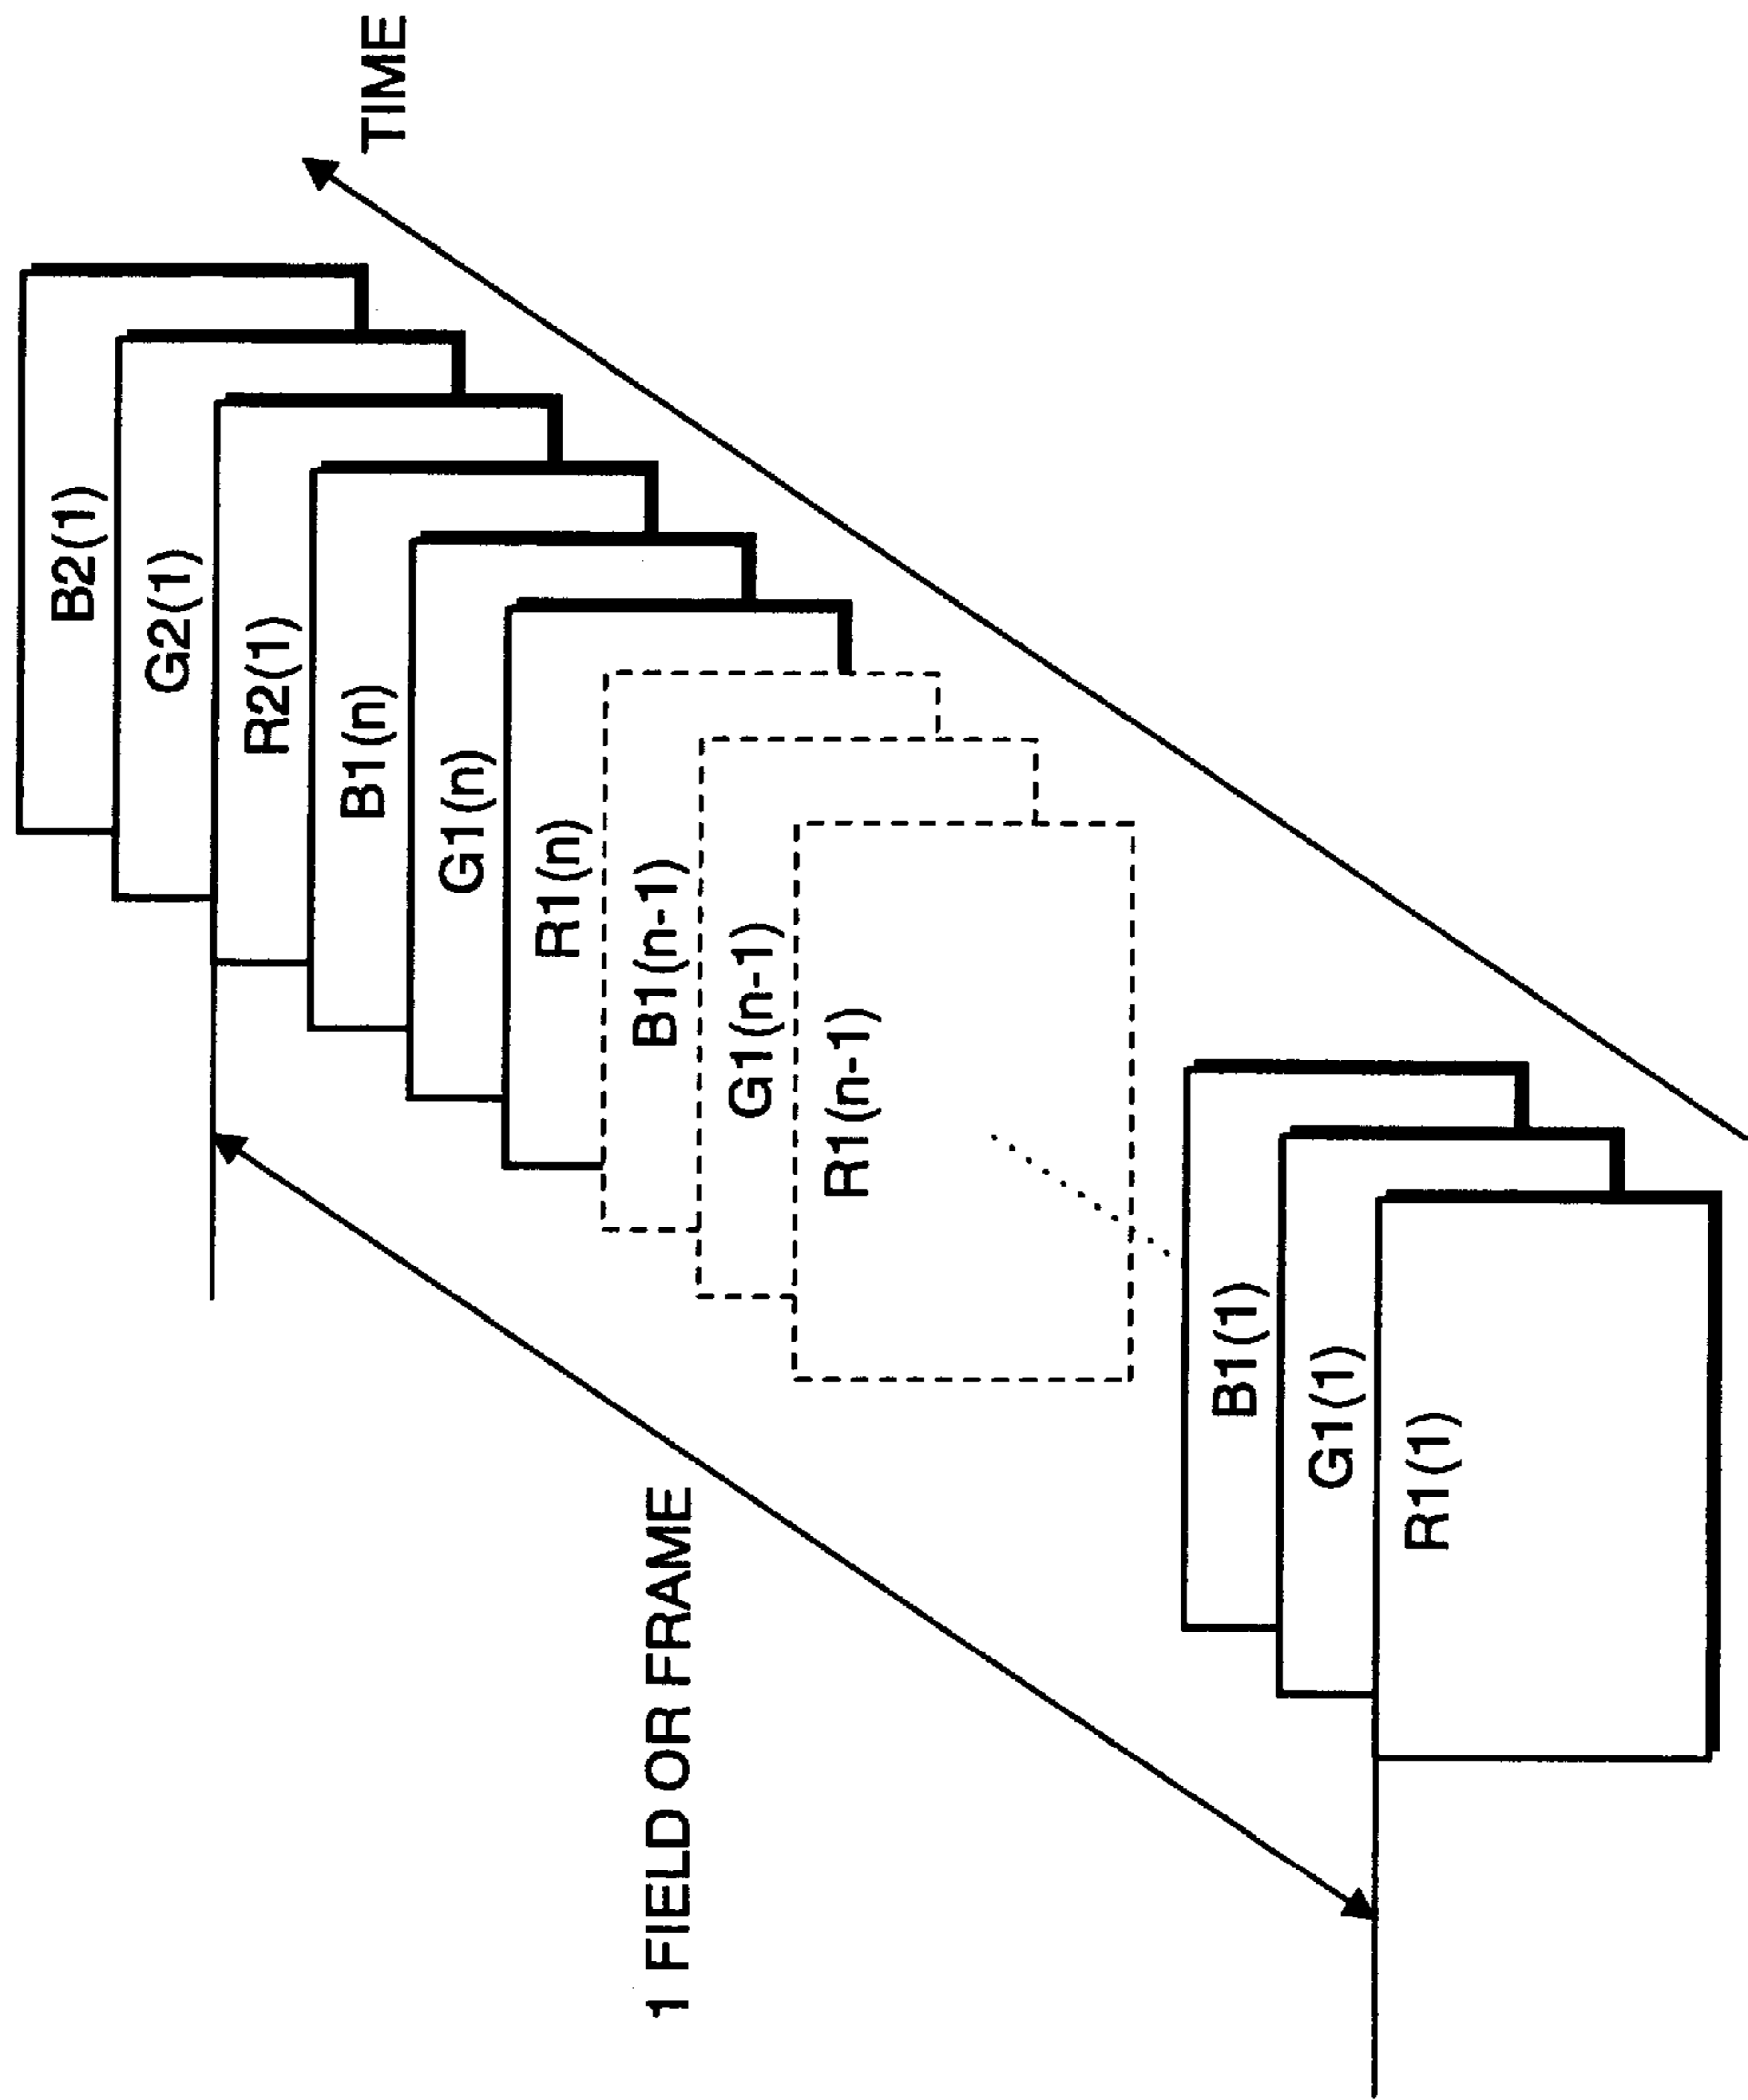 TIME
B2(1)
G2(1)
R2(1)
B1(n)
G1(n)
R1(n)
B1(n-1)
G1(n-1)
R1(n-1)
1 FIELD OR FRAME
B1(1)
G1(1)
R1(1)